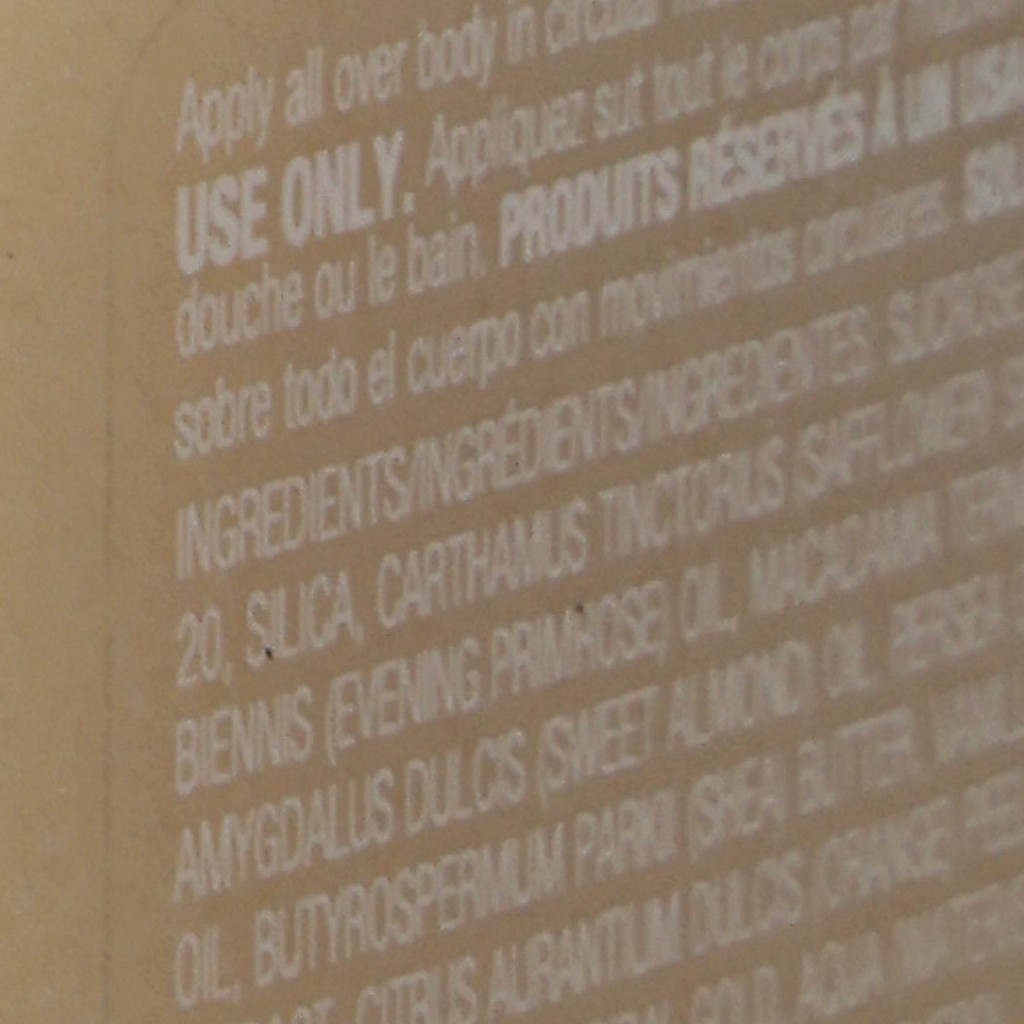 Apply all over body in circular
USE ONLY. Appliquez sur tout le corps par
douche ou le bain. PRODUITS RÉSERVÉS À UN
sobre todo el cuerpo con movimientos circulares.
INGREDIENTS/INGRÉDIENTS/INGREDIENTES: SUCROSE
20, SILICA, CARTHAMUS TINCTORIUS (SAFFLOWER)
BIENNIS (EVENING PRIMROSE) OIL, MACADAMIA
AMYGDALUS DULCIS (SWEET ALMOND) OIL, PERSEA
OIL, BUTYROSPERMUM PARKII (SHEA) BUTTER,
CITRUS AURANTIUM DULCIS (ORANGE)
GOLD, AQUA (WATER